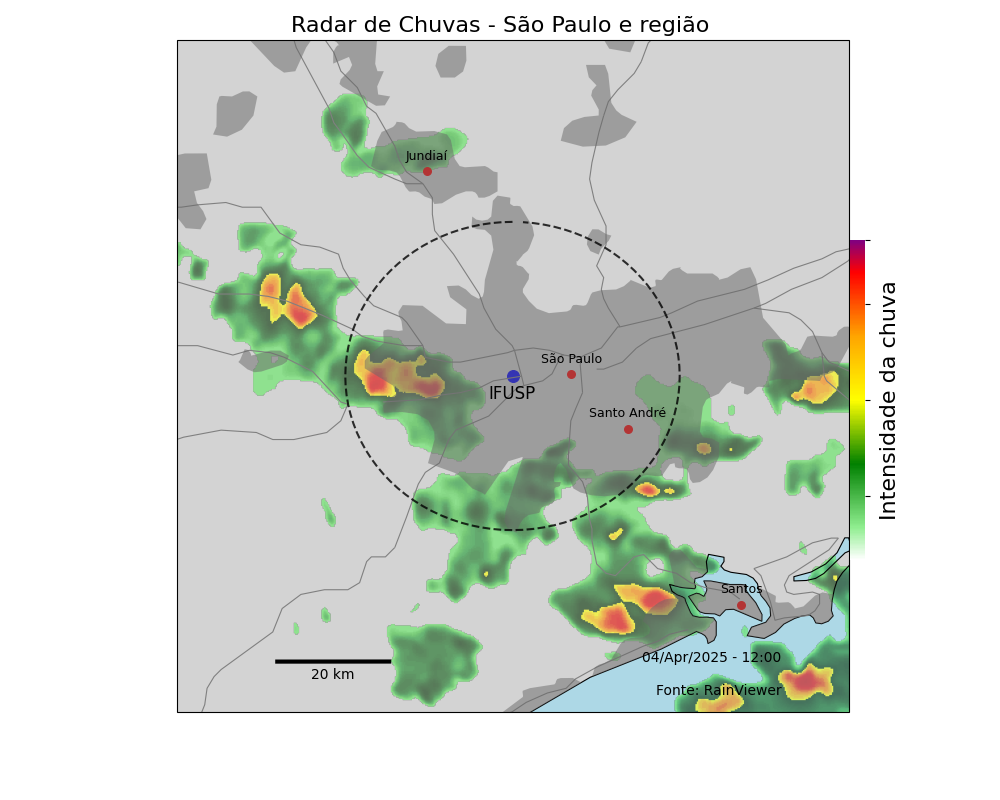 Radar de Chuvas - São Paulo e região
Jundiaí
São Paulo
IFUSP
Santo André
Intensidade da chuva
Santos
04/Apr/2025 - 12:00
20 km
Fonte: RainViewer